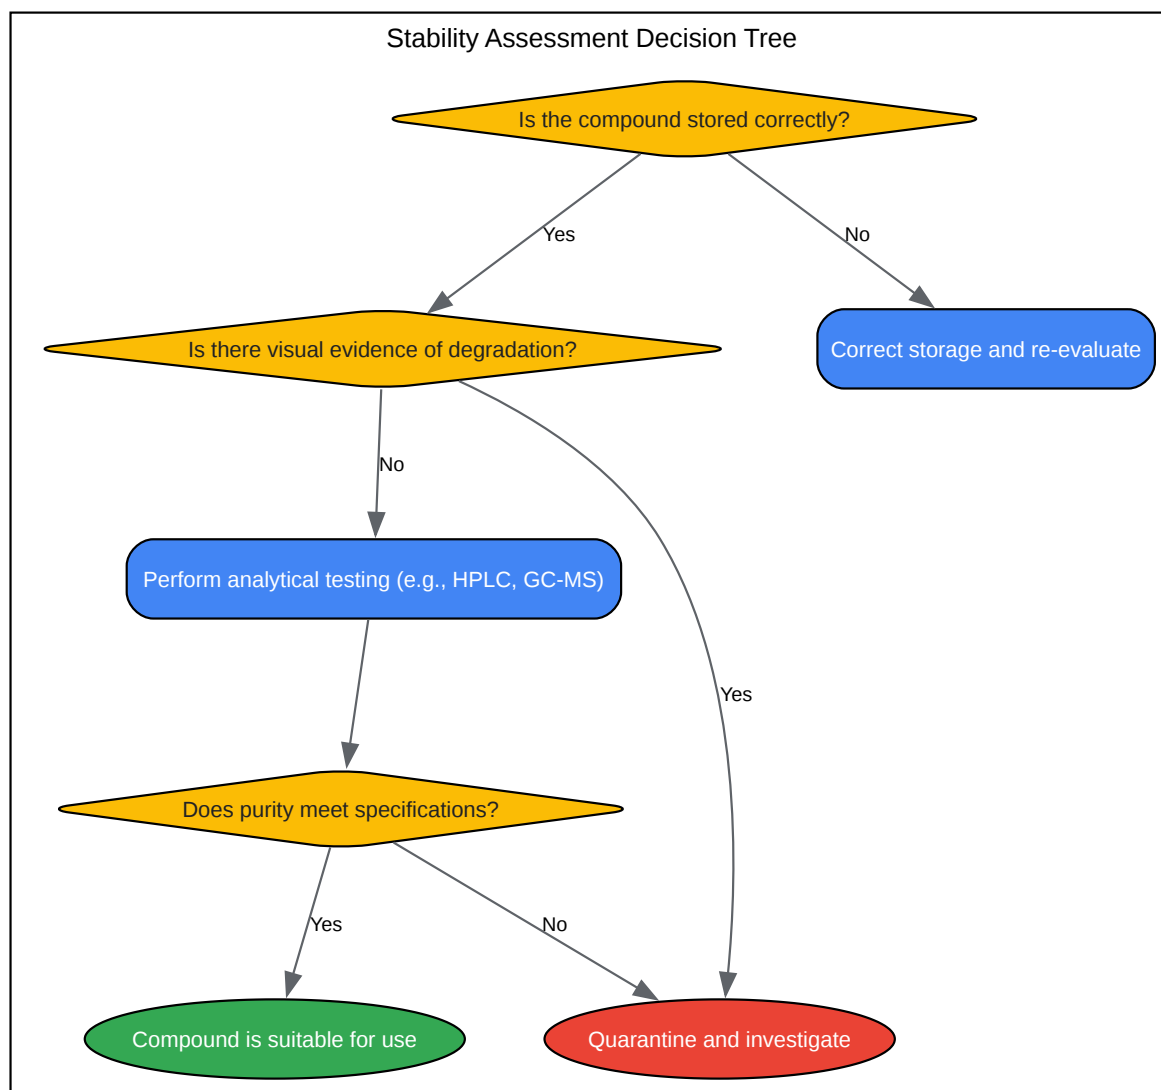 Stability Assessment Decision Tree
Is the compound stored correctly?
Yes
No
Is there visual evidence of degradation?
Correct storage and re-evaluate
No
Perform analytical testing (e.g., HPLC, GC-MS)
Yes
Does purity meet specifications?
Yes
No
Compound is suitable for use
Quarantine and investigate